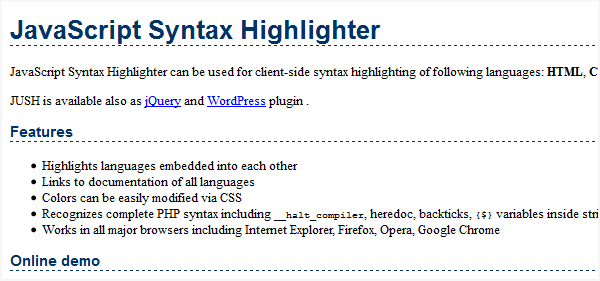 JavaScript Syntax Highlighter
JavaScript Syntax Highlighter can be used for client-side syntax highlighting of following languages: HTML, C
JUSH is available also as jQuery and WordPress plugin .
Features
• Highlights languages embedded into each other
• Links to documentation of all languages
• Colors can be easily modified via CSS
• Recognizes complete PHP syntax including __halt_compiler, heredoc, backticks, {$} variables inside stri
• Works in all major browsers including Internet Explorer, Firefox, Opera, Google Chrome
Online demo